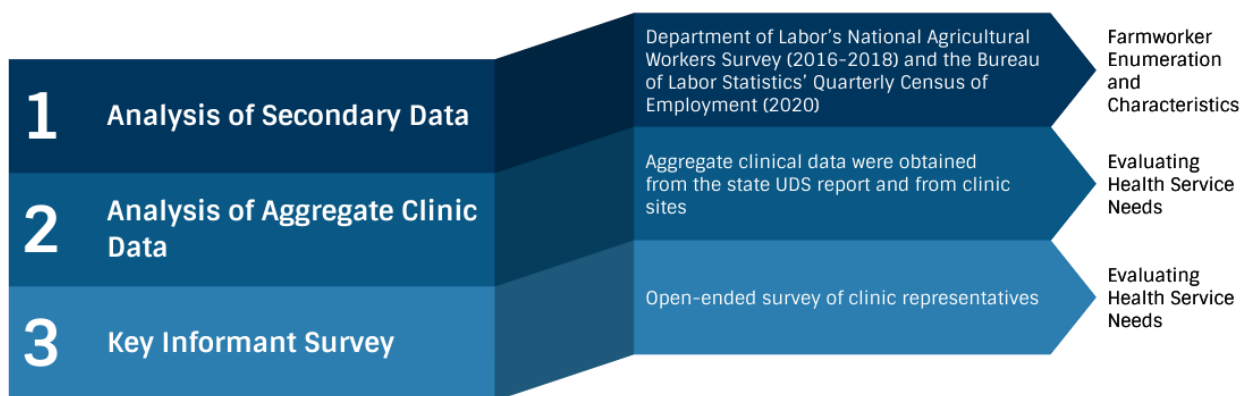 1
Analysis of Secondary Data
Department of Labor’s National Agricultural
Workers Survey (2016-2018) and the Bureau
of Labor Statistics’ Quarterly Census of
Employment (2020)
Farmworker
Enumeration
and
Characteristics
2
Analysis of Aggregate Clinic
Data
Aggregate clinical data were obtained
from the state UDS report and from clinic
sites
Evaluating
Health Service
Needs
3
Key Informant Survey
Open-ended survey of clinic representatives
Evaluating
Health Service
Needs